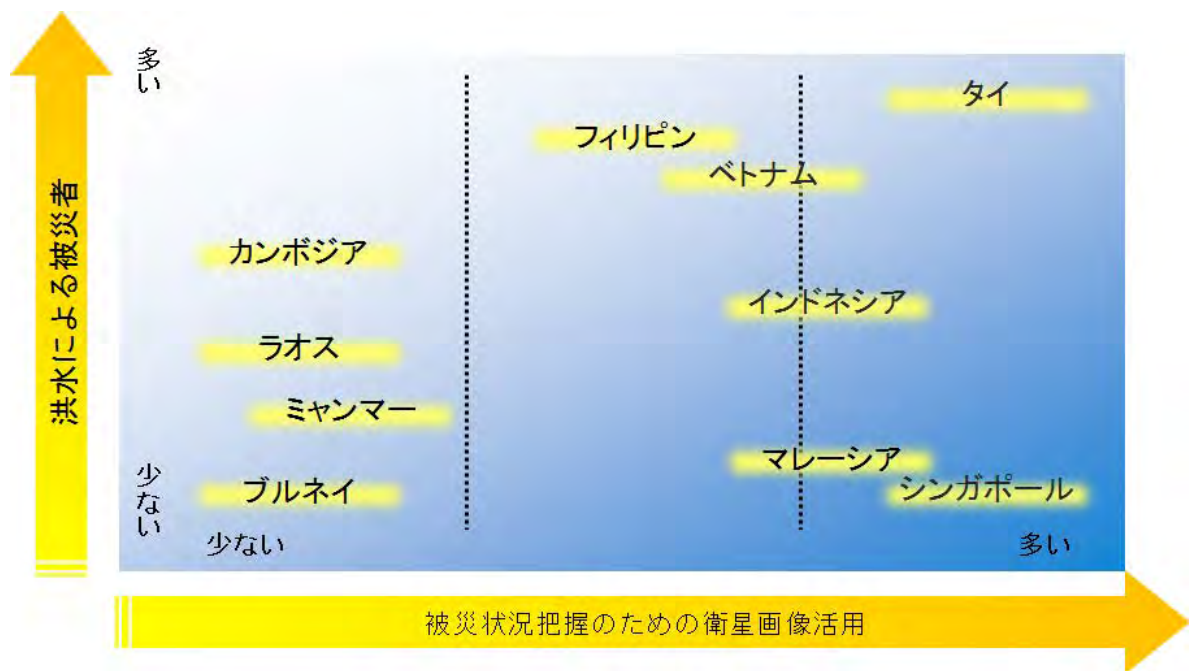 多い
タイ
フィリピン
ベトナム
カンボジア
インドネシア
ラオス
ミャンマー
マレーシア
ブルネイ
シンガポール
少ない
少ない
多い
洪水による被災者
被災状況把握のための衛星画像活用